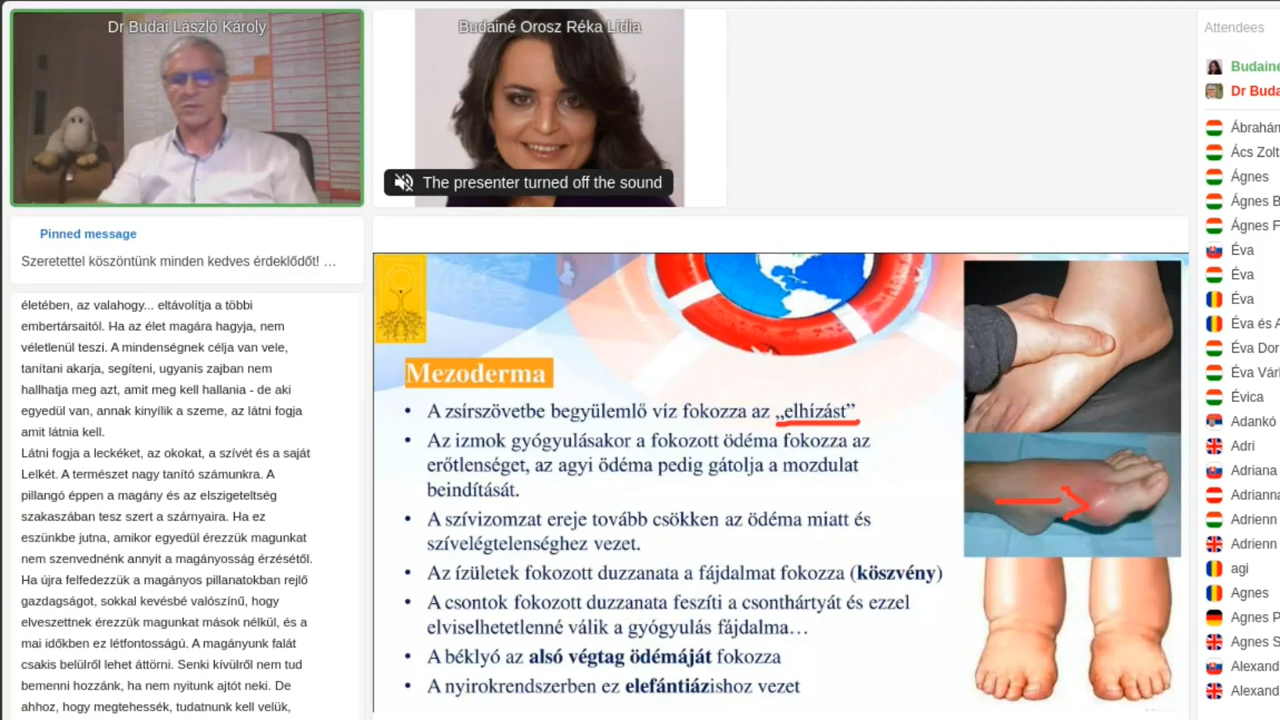 Dr Budai László Károly
Budainé Orosz Réka Lídia
The presenter turned off the sound
Pinned message
Szeretettel köszöntünk minden kedves érdeklődőt! …
életében, az valahogy... eltávolítja a többi
embertársaitól. Ha az élet magára hagyja, nem
véletlenül teszi. A mindenségnek célja van vele,
tanítani akarja, segíteni, ugyanis zajban nem
hallhatja meg azt, amit meg kell hallania - de aki
egyedül van, annak kinyílik a szeme, az látni fogja
amit látnia kell.
Látni fogja a leckéket, az okokat, a szívét és a saját
Lelkét. A természet nagy tanító számunkra. A
pillangó éppen a magány és az elszigeteltség
szakaszában tesz szert a szárnyaira. Ha ez
eszünkbe jutna, amikor egyedül érezzük magunkat
nem szenvednénk annyit a magányosság érzésétől.
Ha újra felfedezzük a magányos pillanatokban rejlő
gazdagságot, sokkal kevésbé valószínű, hogy
elveszettnek érezzük magunkat mások nélkül, és a
mai időkben ez létfontosságú. A magányunk falát
csakis belülről lehet áttörni. Senki kívülről nem tud
bemenni hozzánk, ha nem nyitunk ajtót neki. De
ahhoz, hogy megtehessék, tudatnunk kell velük,
Mezoderma
• A zsírszövetbe begyülemlő víz fokozza az „elhízást”
• Az izmok gyógyulásakor a fokozott ödéma fokozza az
erőtlenséget, az agyi ödéma pedig gátolja a mozdulat
beindítását.
• A szívizomzat ereje tovább csökken az ödéma miatt és
szívelégtelenséghez vezet.
• Az ízületek fokozott duzzanata a fájdalmat fokozza (köszvény)
• A csontok fokozott duzzanata feszíti a csonthártyát és ezzel
elviselhetetlenné válik a gyógyulás fájdalma…
• A béklyó az alsó végtag ödémáját fokozza
• A nyirokrendszerben ez elefántiázishoz vezet
Attendees
Budainé
Dr Buda
Ábrahán
Ács Zolt
Ágnes
Ágnes B
Ágnes F
Éva
Éva
Éva
Éva és A
Éva Dor
Éva Vár
Évica
Adankó
Adri
Adriana
Adrianna
Adrienn
Adrienn
agi
Agnes
Agnes P
Agnes S
Alexand
Alexand